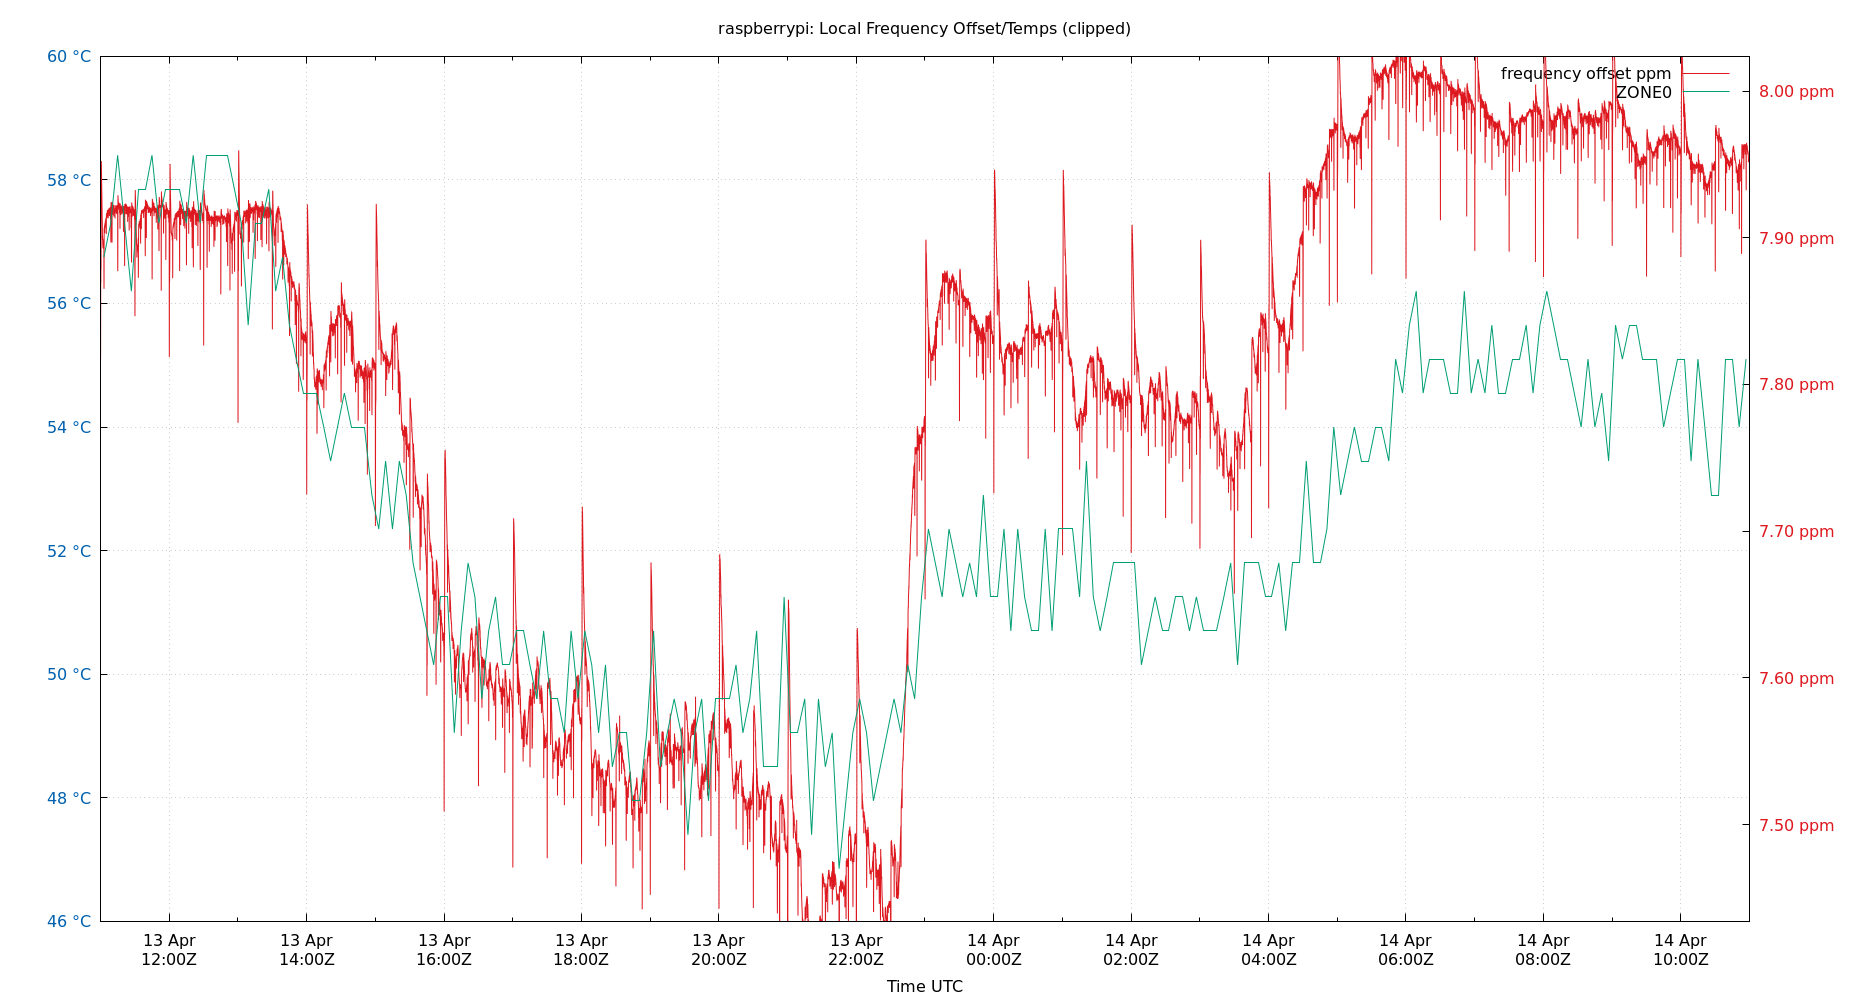 raspberrypi: Local Frequency Offset/Temps (clipped)
60 °C
58 °C
56 °C
54 °C
52 °C
50 °C
48 °C
46 °C
frequency offset ppm
ZONE0
8.00 ppm
7.90 ppm
7.80 ppm
7.70 ppm
7.60 ppm
7.50 ppm
13 Apr 13 Apr 13 Apr 13 Apr 13 Apr 13 Apr 14 Apr 14 Apr 14 Apr 14 Apr 14 Apr 14 Apr
12:00Z 14:00Z 16:00Z 18:00Z 20:00Z 22:00Z 00:00Z 02:00Z 04:00Z 06:00Z 08:00Z 10:00Z
Time UTC